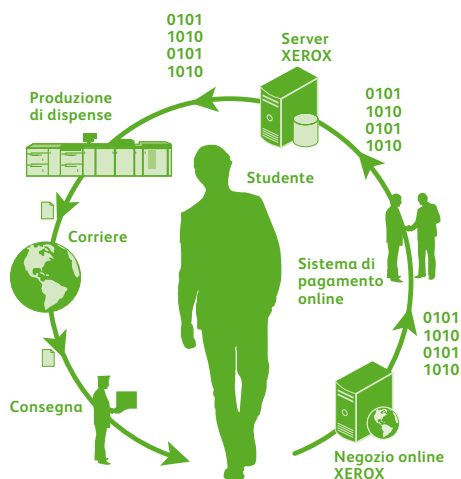 0101
1010
0101
1010
Server
XEROX
Produzione
di dispense
0101
1010
0101
1010
Studente
Corriere
Sistema di
pagamento
online
0101
1010
0101
1010
Consegna
Negozio online
XEROX